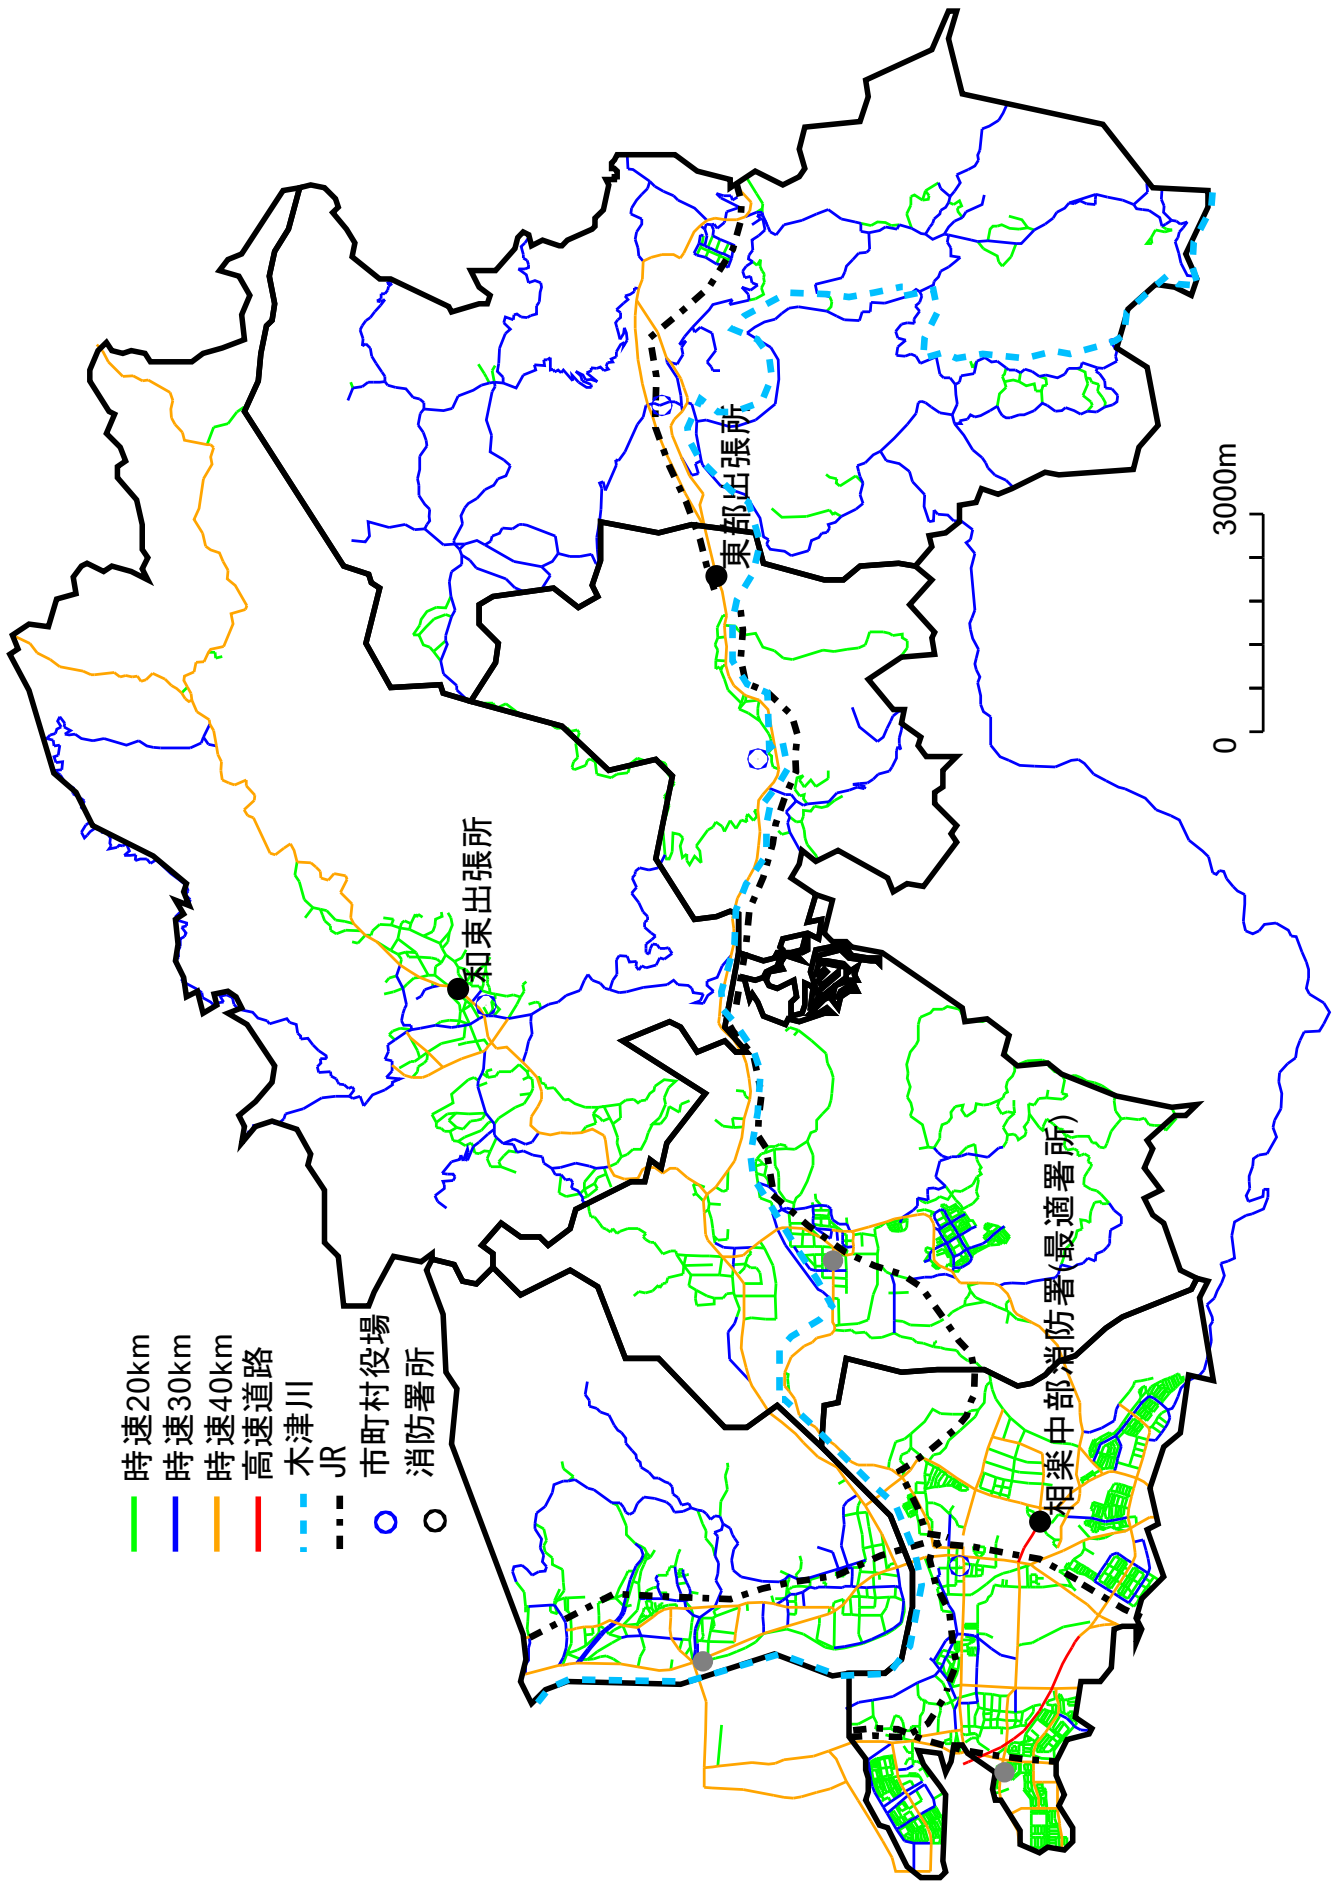 時速20km
時速30km
時速40km
高速道路
木津川
JR
市町村役場
消防署所
和束出張所
東部出張所
相楽中部消防署(最適署所)
0 3000m